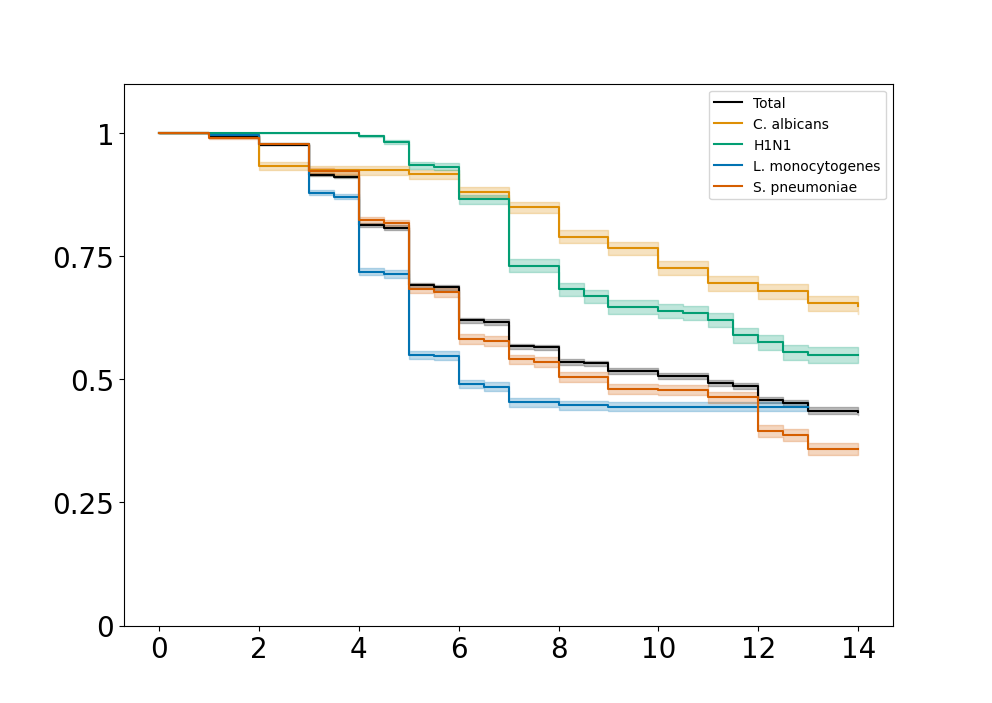 Total
C. albicans
H1N1
L. monocytogenes
S. pneumoniae
1
0.75
0.5
0.25
0
0 2 4 6 8 10 12 14